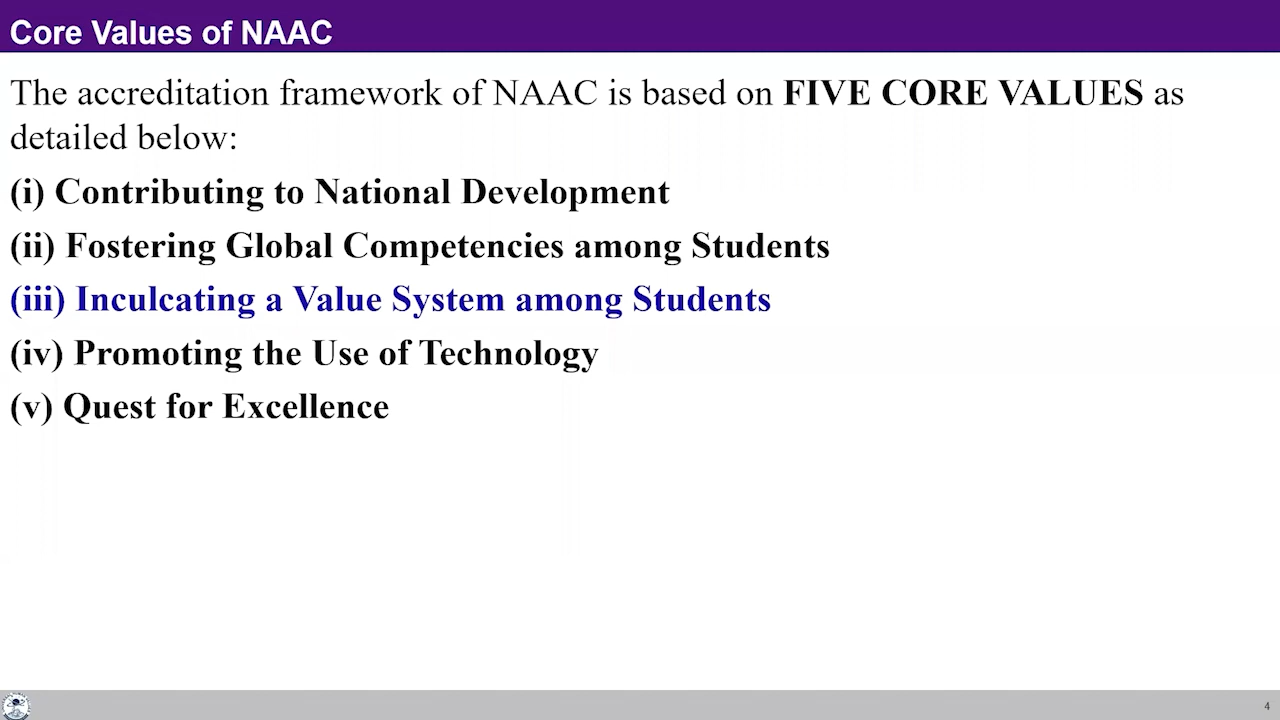 Core Values of NAAC
The accreditation framework of NAAC is based on FIVE CORE VALUES as
detailed below:
(i) Contributing to National Development
(ii) Fostering Global Competencies among Students
(iii) Inculcating a Value System among Students
(iv) Promoting the Use of Technology
(v) Quest for Excellence
4